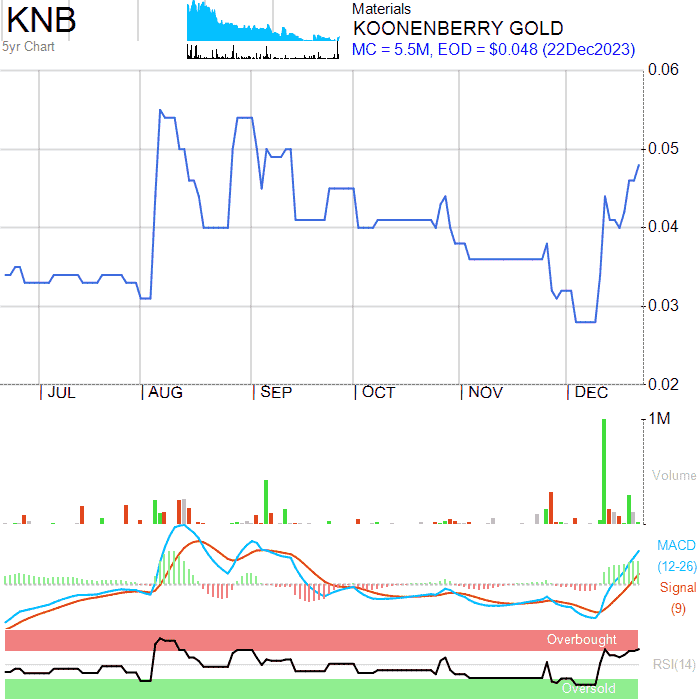 KNB
5yr Chart
Materials
KOONENBERRY GOLD
MC = 5.5M, EOD = $0.048 (22Dec2023)
0.06
0.05
0.04
0.03
0.02
JUL AUG SEP OCT NOV DEC
1M
Volume
MACD
(12-26)
Signal
(9)
Overbought
RSI(14)
Oversold